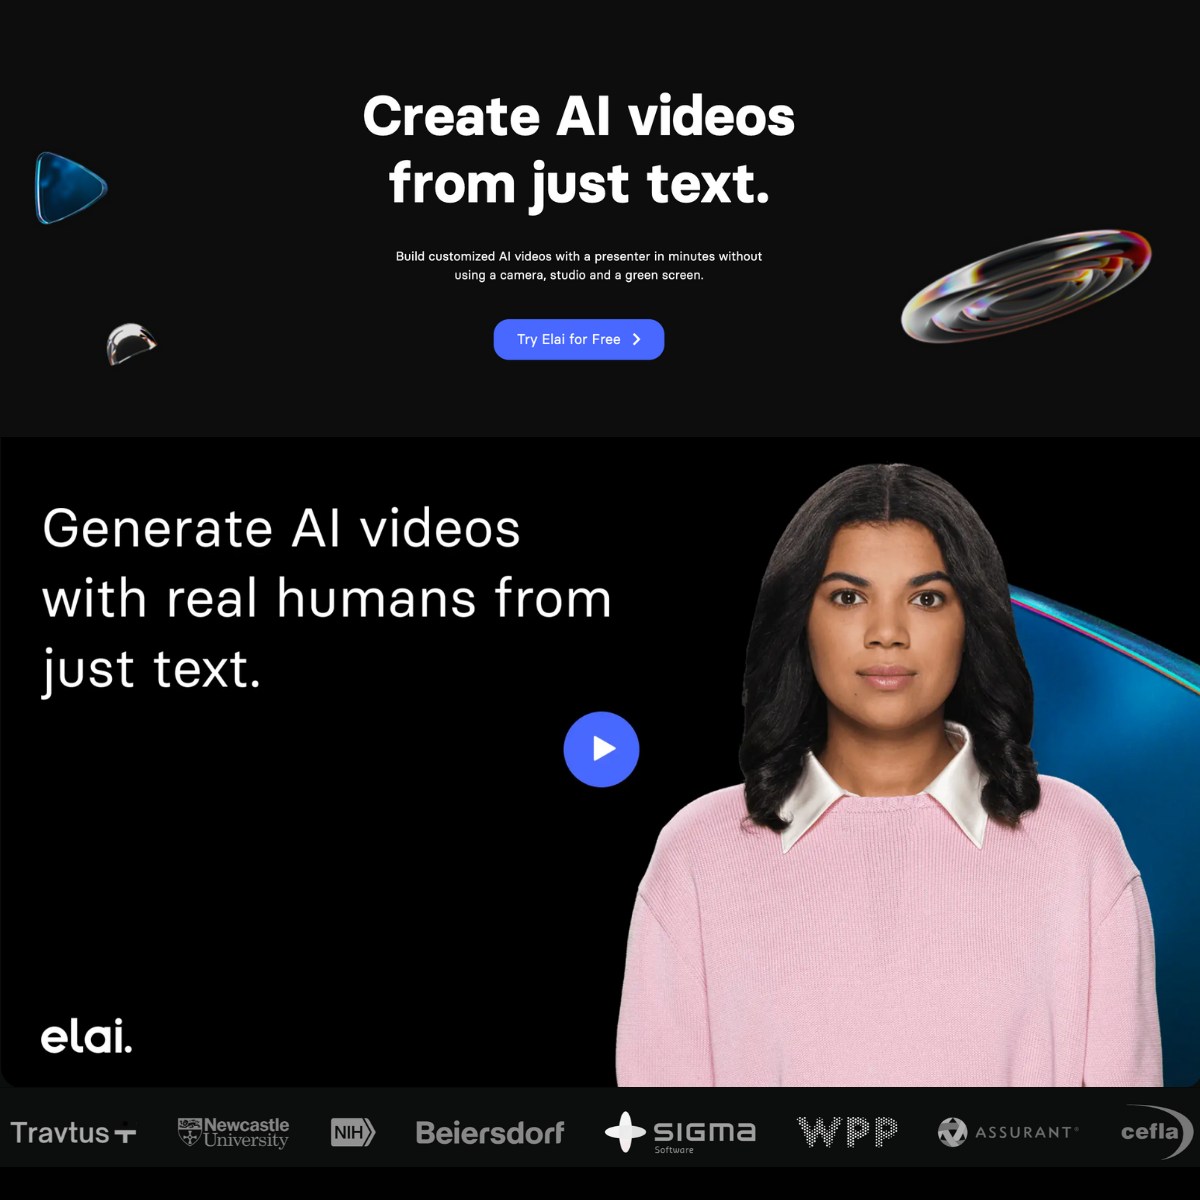 Create AI videos
from just text.
Build customized AI videos with a presenter in minutes without
using a camera, studio and a green screen.
Try Elai for Free
Generate AI videos
with real humans from
just text.
elai.
Travtus
Newcastle
University
NIH
Beiersdorf
SIGMA
Software
WPP
ASSURANT®
cefla